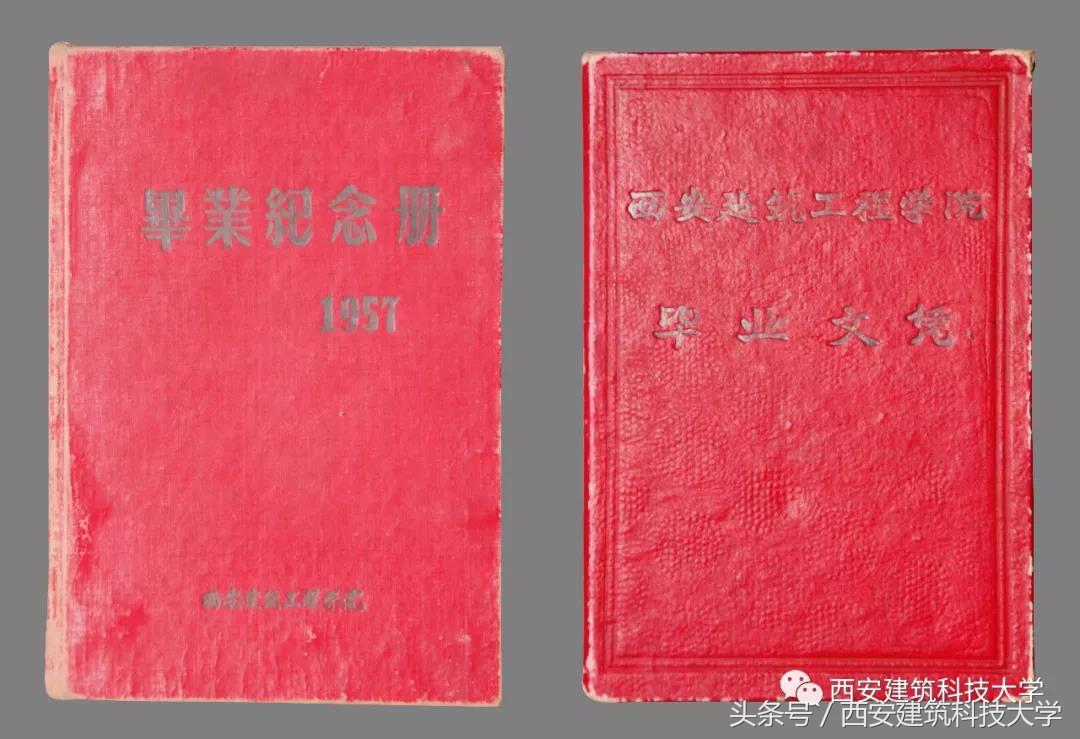 畢業紀念册
1957
西安建筑工程学院
西安建筑工程学院
毕业文凭
西安建筑科技大学
头条号/西安建筑科技大学